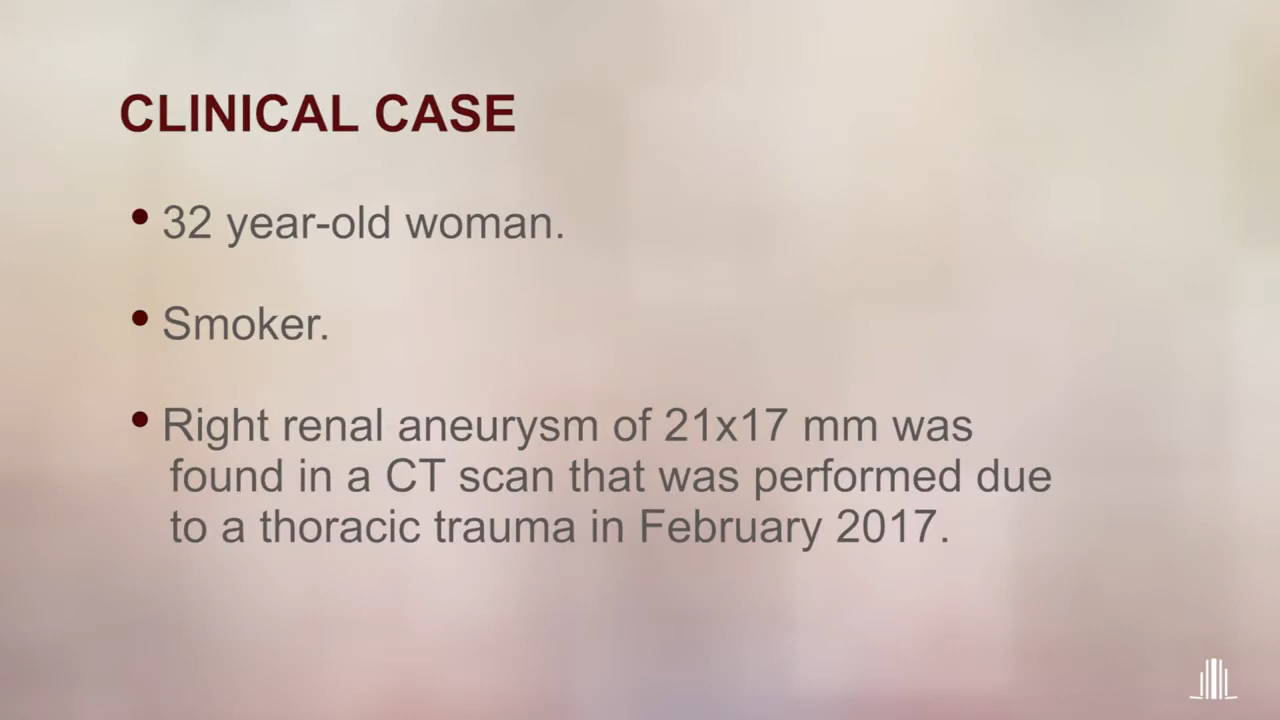 CLINICAL CASE
• 32 year-old woman.
• Smoker.
• Right renal aneurysm of 21x17 mm was
found in a CT scan that was performed due
to a thoracic trauma in February 2017.